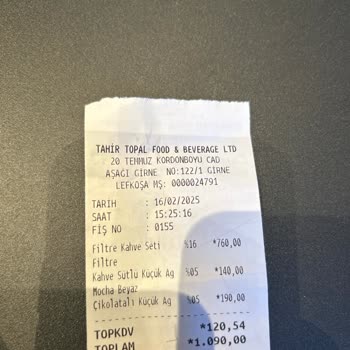 TAHİR TOPAL FOOD & BEVERAGE LTD
20 TEMMUZ KORDONBOYU CAD
AŞAĞI GİRNE NO:122/1 GİRNE
LEFKOŞA MŞ: 0000024791
TARİH : 16/02/2025
SAAT : 15:25:16
FİŞ NO : 0155
Filtre Kahve Seti %16 *760,00
Filtre
Kahve Sütlü Küçük Ag %05 *140,00
Mocha Beyaz
Çikolatalı Küçük Ag %05 *190,00
TOPKDV *120,54
TOPLAM *1.090,00